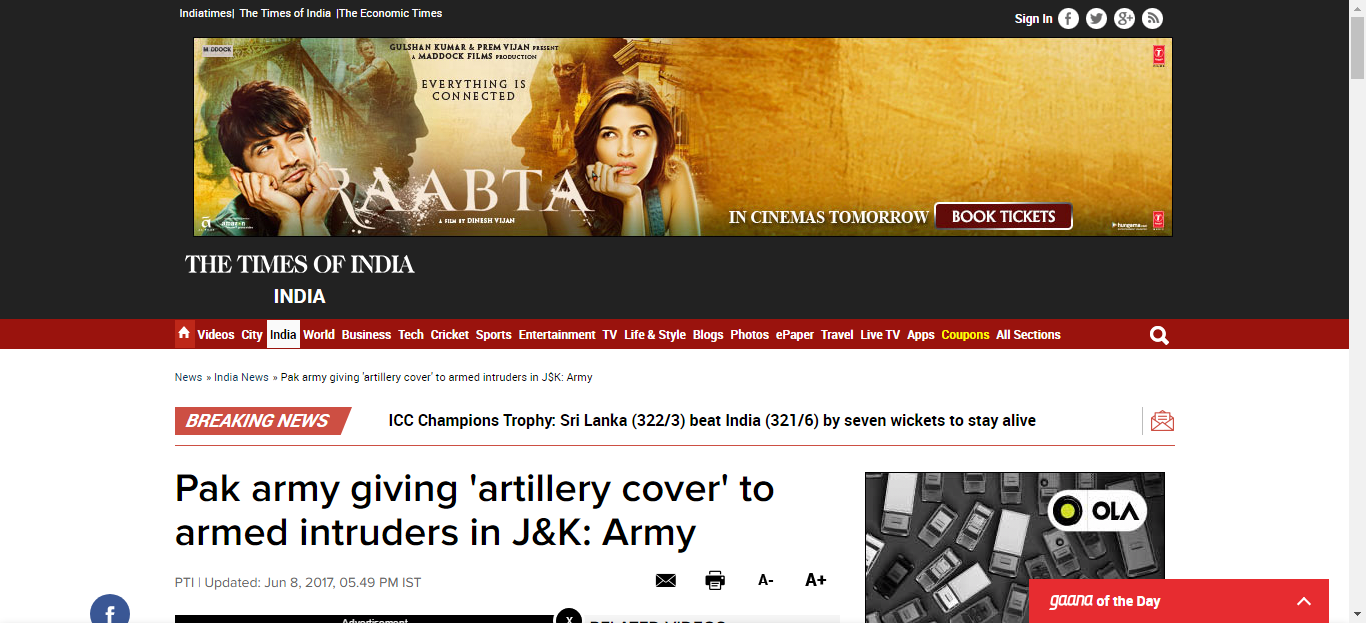 Indiatimes| The Times of India |The Economic Times
Sign In
MADDOCK
GULSHAN KUMAR & PREM VIJAN PRESENT
A MADDOCK FILMS PRODUCTION
EVERYTHING IS
CONNECTED
RAABTA
A FILM BY DINESH VIJAN
IN CINEMAS TOMORROW BOOK TICKETS
hungama.com
THE TIMES OF INDIA
INDIA
Videos City India World Business Tech Cricket Sports Entertainment TV Life & Style Blogs Photos ePaper Travel Live TV Apps Coupons All Sections
News » India News » Pak army giving 'artillery cover' to armed intruders in J$K: Army
BREAKING NEWS ICC Champions Trophy: Sri Lanka (322/3) beat India (321/6) by seven wickets to stay alive
Pak army giving 'artillery cover' to
armed intruders in J&K: Army
OLA
PTI | Updated: Jun 8, 2017, 05.49 PM IST
A- A+
gaana of the Day
Advertisement
X
RELATED VIDEOS